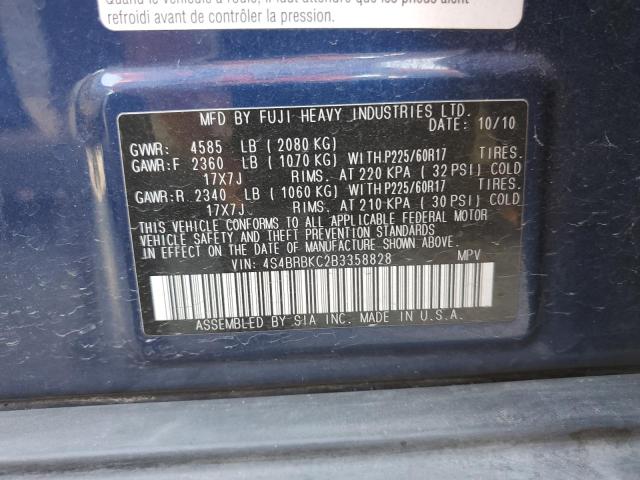 refroidi avant de contrôler la pression.
MFD BY FUJI HEAVY INDUSTRIES LTD.
DATE: 10/10
GVWR: 4585 LB (2080 KG)
GAWR:F 2360 LB (1070 KG) WITH P225/60R17 TIRES.
17X7J RIMS. AT 220 KPA (32 PSI) COLD
GAWR:R 2340 LB (1060 KG) WITH P225/60R17 TIRES.
17X7J RIMS. AT 210 KPA (30 PSI) COLD
THIS VEHICLE CONFORMS TO ALL APPLICABLE FEDERAL MOTOR
VEHICLE SAFETY AND THEFT PREVENTION STANDARDS
IN EFFECT ON THE DATE OF MANUFACTURE SHOWN ABOVE.
VIN: 4S4BRBKC2B3358828 MPV
ASSEMBLED BY SIA INC. MADE IN U.S.A.